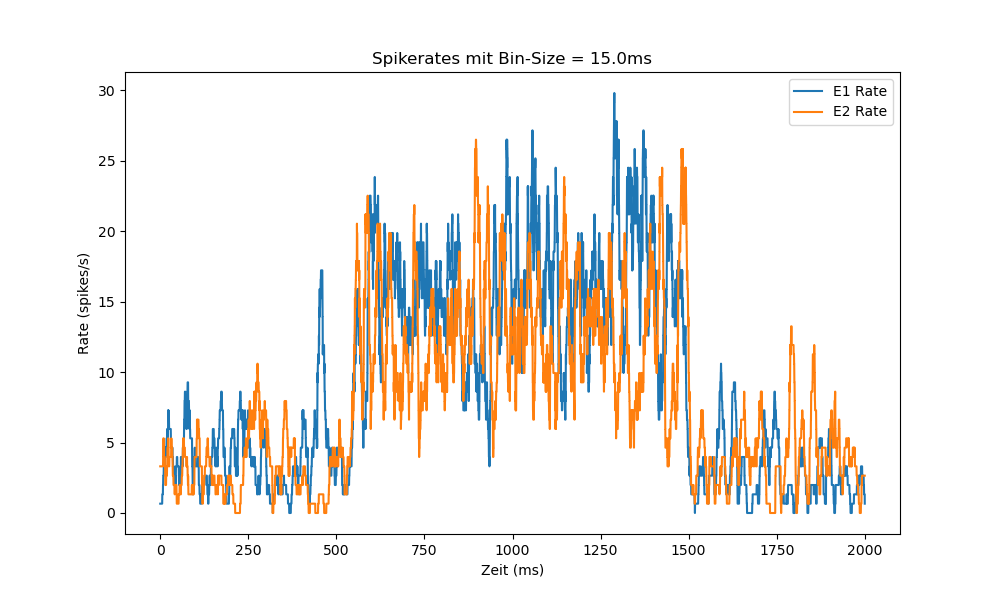 Spikerates mit Bin-Size = 15.0ms
E1 Rate
E2 Rate
Rate (spikes/s)
30
25
20
15
10
5
0
0 250 500 750 1000 1250 1500 1750 2000
Zeit (ms)